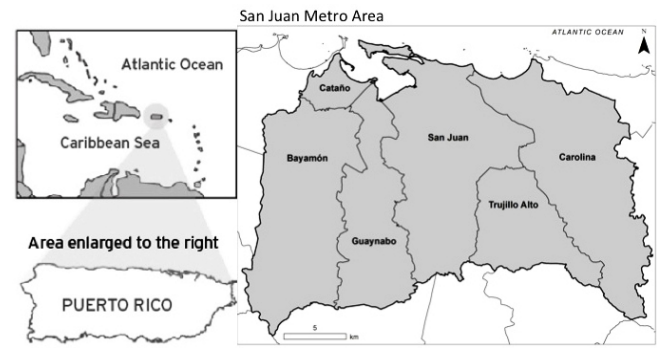 San Juan Metro Area
Atlantic Ocean
Caribbean Sea
Area enlarged to the right
PUERTO RICO
ATLANTIC OCEAN
N
Cataño
San Juan
Bayamón
Carolina
Trujillo Alto
Guaynabo
5
km